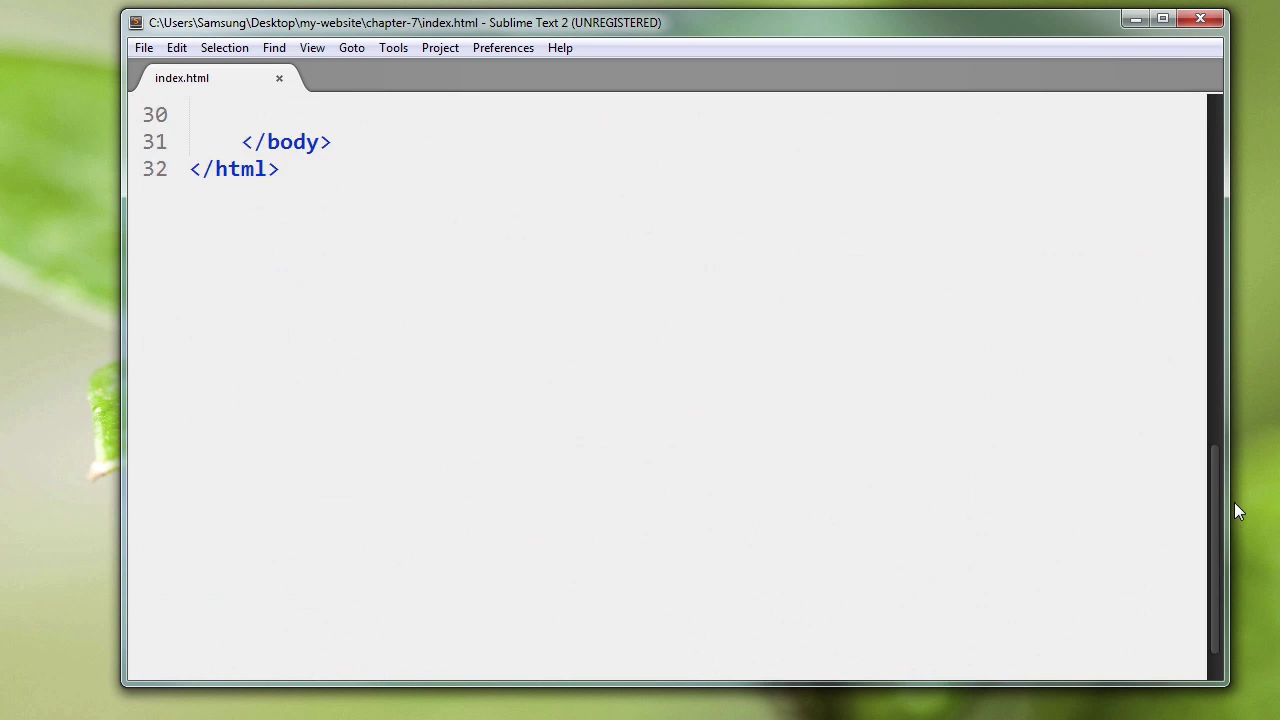 C:\Users\Samsung\Desktop\my-website\chapter-7\index.html - Sublime Text 2 (UNREGISTERED)
File Edit Selection Find View Goto Tools Project Preferences Help
index.html
30
31 </body>
32 </html>